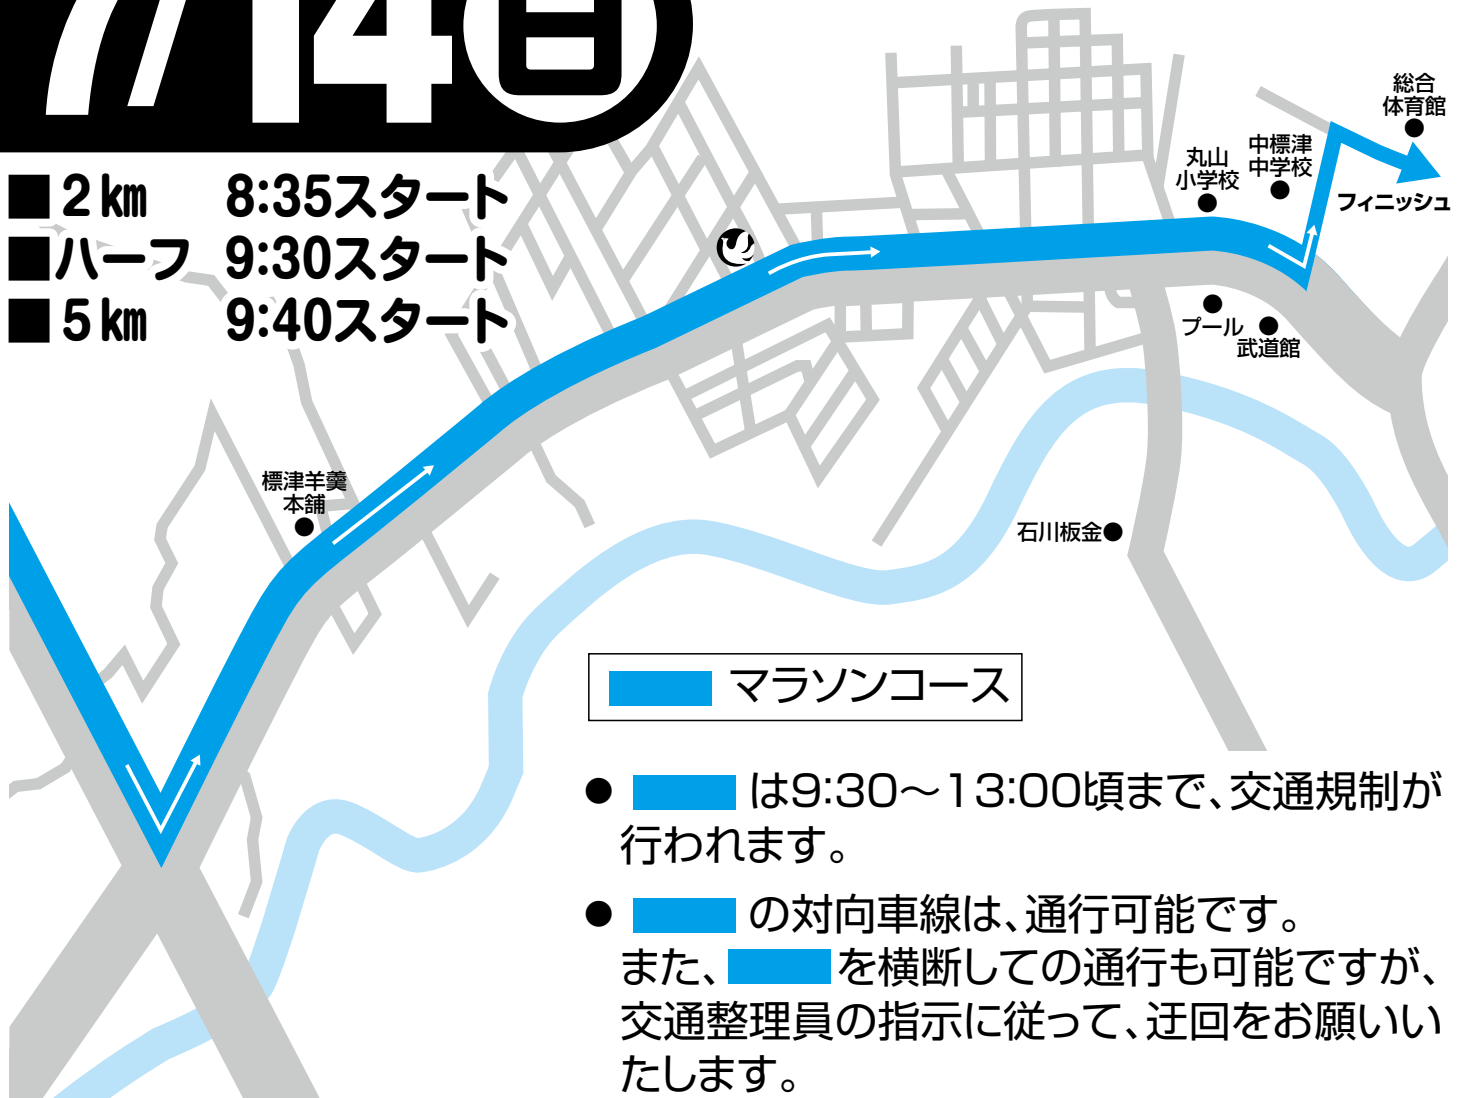 7/14日
■2km 8:35スタート
■ハーフ 9:30スタート
■5km 9:40スタート
総合
体育館
中標津
中学校
丸山
小学校
フィニッシュ
プール
武道館
標津羊羹
本舗
石川板金
マラソンコース
● は9:30〜13:00頃まで、交通規制が
行われます。
● の対向車線は、通行可能です。
また、 を横断しての通行も可能ですが、
交通整理員の指示に従って、迂回をお願いい
たします。